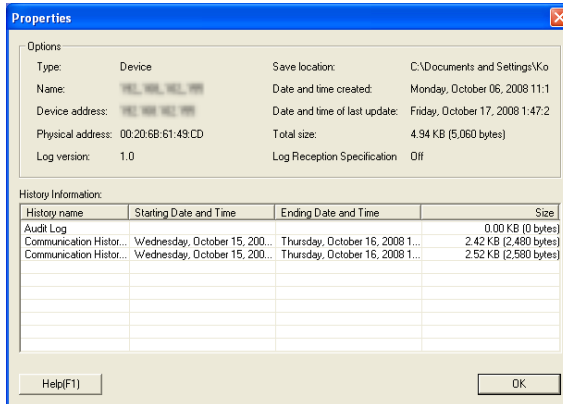 Properties
Options
Type: Device Save location: C:\Documents and Settings\Ko
Name: Date and time created: Monday, October 06, 2008 11:1
Device address: Date and time of last update: Friday, October 17, 2008 1:47:2
Physical address: 00:20:6B:61:49:CD Total size: 4.94 KB (5,060 bytes)
Log version: 1.0 Log Reception Specification Off
History Information:
History name Starting Date and Time Ending Date and Time Size
Audit Log 0.00 KB (0 bytes)
Communication Histor... Wednesday, October 15, 200... Thursday, October 16, 2008 1... 2.42 KB (2,480 bytes)
Communication Histor... Wednesday, October 15, 200... Thursday, October 16, 2008 1... 2.52 KB (2,580 bytes)
Help(F1) OK